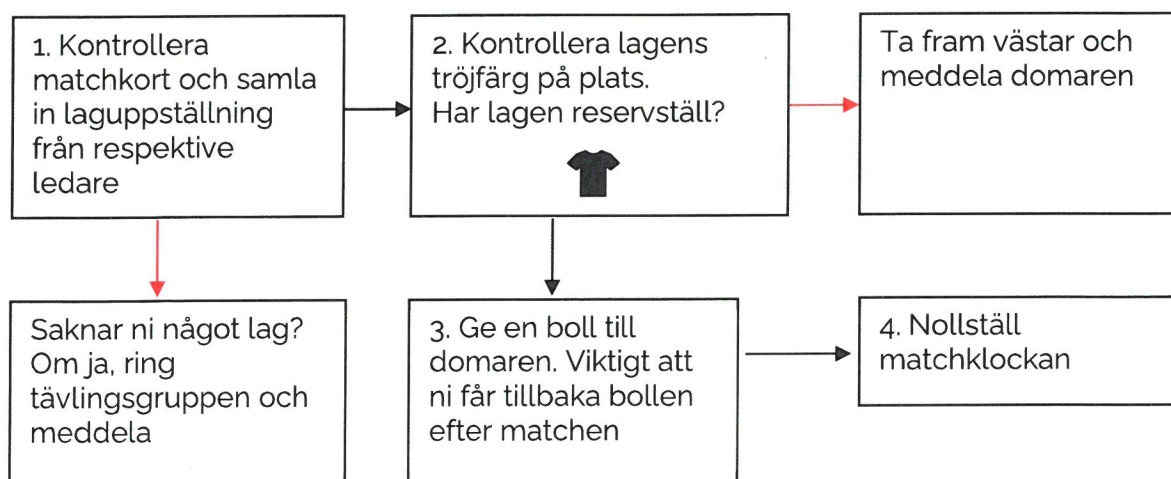 1. Kontrollera
matchkort och samla
in laguppställning
från respektive
ledare
2. Kontrollera lagens
tröjfärg på plats.
Har lagen reservställ?
Ta fram västar och
meddela domaren
Saknar ni något lag?
Om ja, ring
tävlingsgruppen och
meddela
3. Ge en boll till
domaren. Viktigt att
ni får tillbaka bollen
efter matchen
4. Nollställ
matchklockan